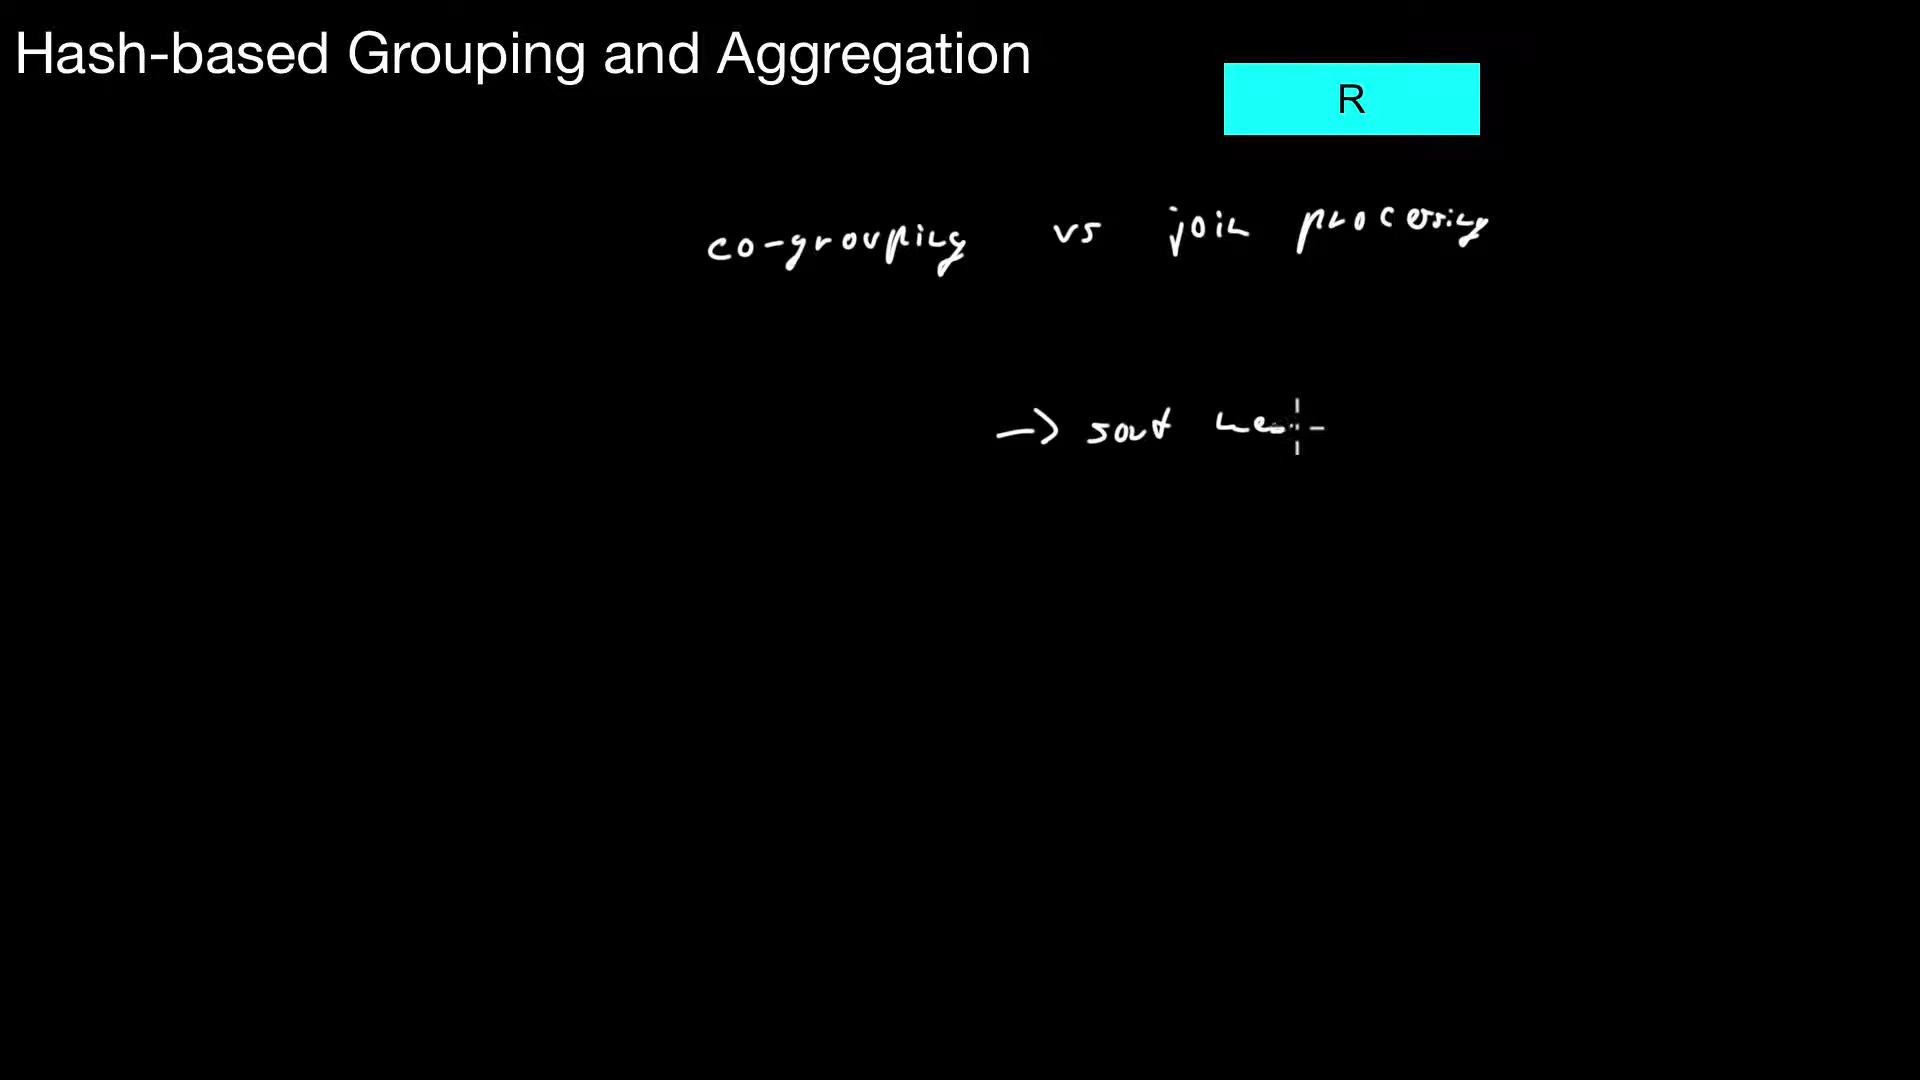 Hash-based Grouping and Aggregation
R
co-grouping vs join processing
-> sort